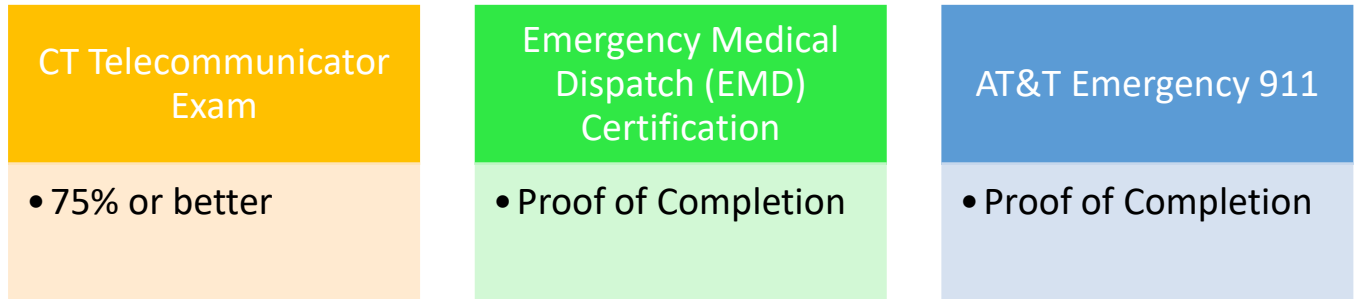 CT Telecommunicator
Exam
• 75% or better
Emergency Medical
Dispatch (EMD)
Certification
• Proof of Completion
AT&T Emergency 911
• Proof of Completion